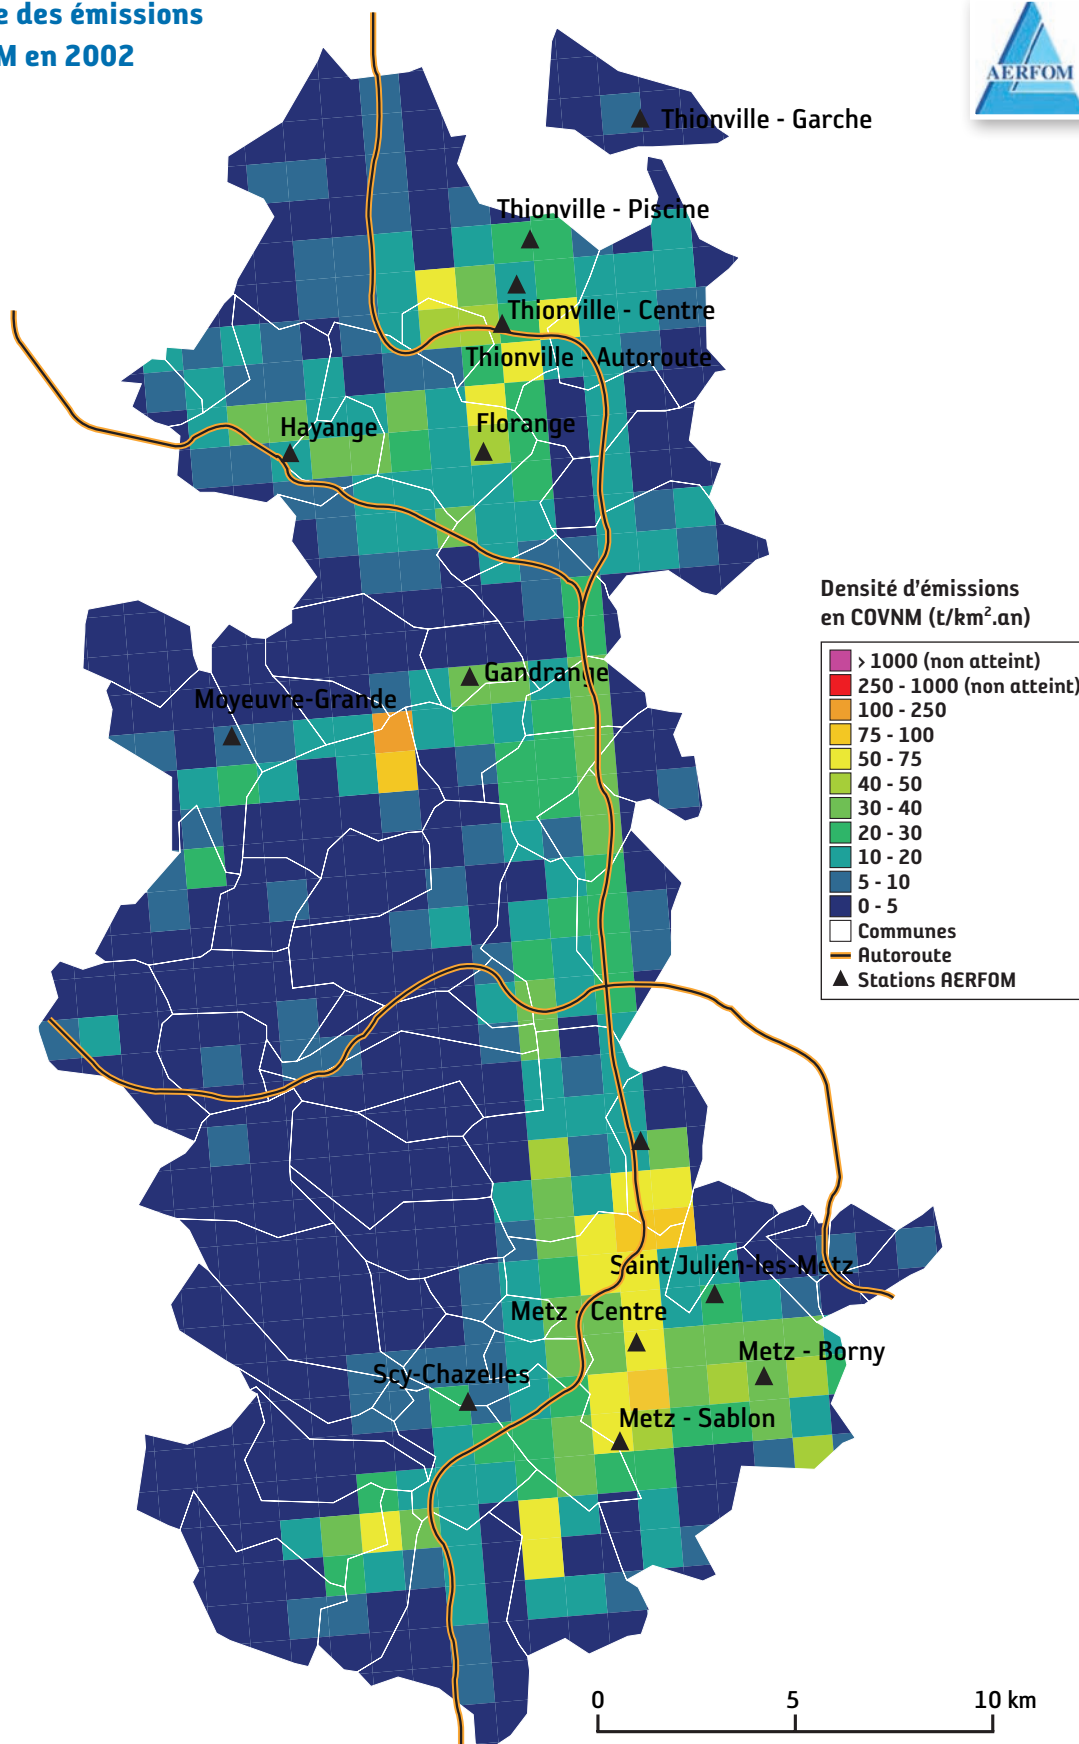 e des émissions
M en 2002
AERFOM
Thionville - Garche
Thionville - Piscine
Thionville - Centre
Thionville - Autoroute
Hayange
Florange
Gandrange
Moyeuvre-Grande
Densité d’émissions
en COVNM (t/km².an)
> 1000 (non atteint)
250 - 1000 (non atteint)
100 - 250
75 - 100
50 - 75
40 - 50
30 - 40
20 - 30
10 - 20
5 - 10
0 - 5
Communes
Autoroute
Stations AERFOM
Saint Julien-les-Metz
Metz - Centre
Metz - Borny
Scy-Chazelles
Metz - Sablon
0 5 10 km